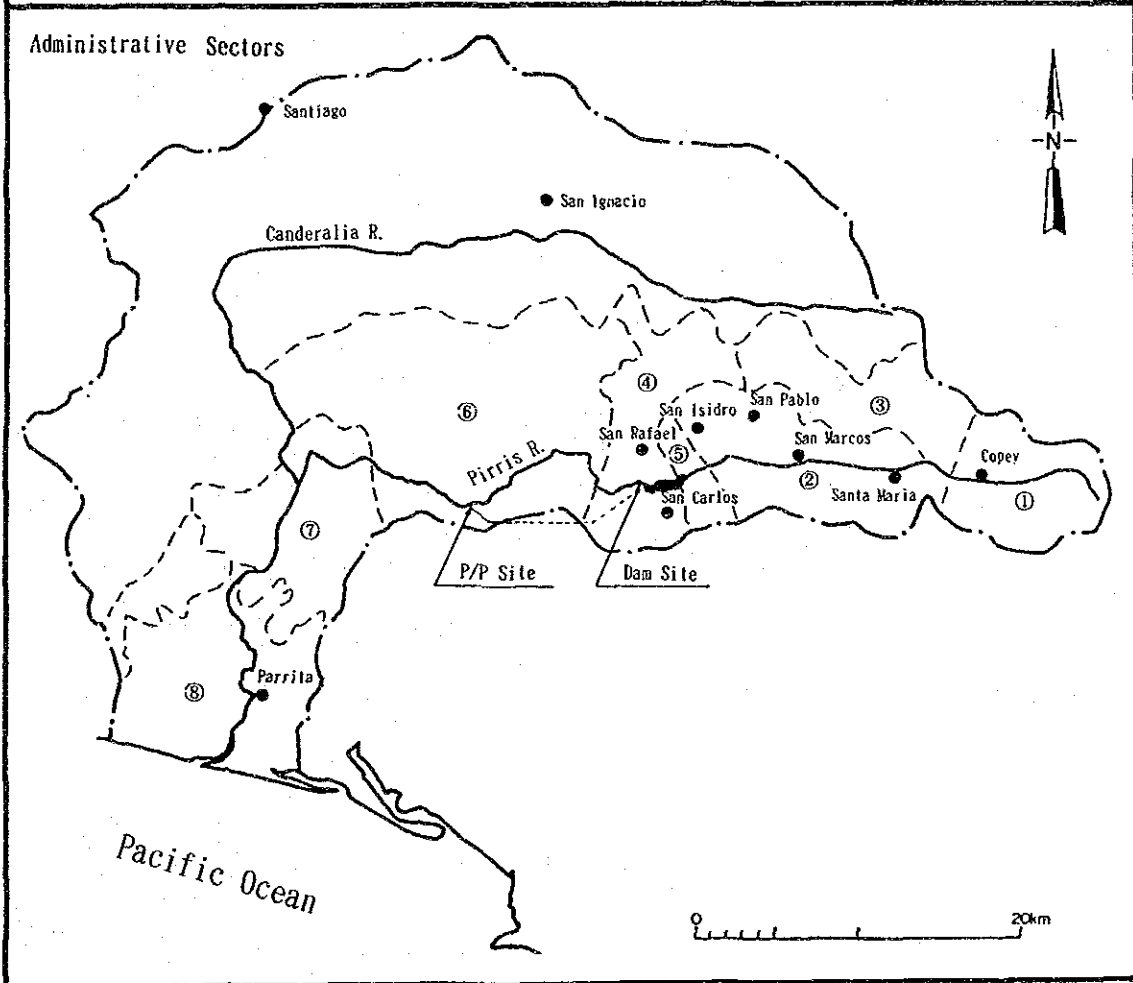 Administrative Sectors
Santiago
N
San Ignacio
Canderalia R.
④
⑥
San Pablo
③
San Isidro
San Rafael
San Marcos
⑤
Pirris R.
②
Copey
Santa Maria
①
San Carlos
⑦
P/P Site
Dam Site
⑧
Parrita
Pacific Ocean
0 20km